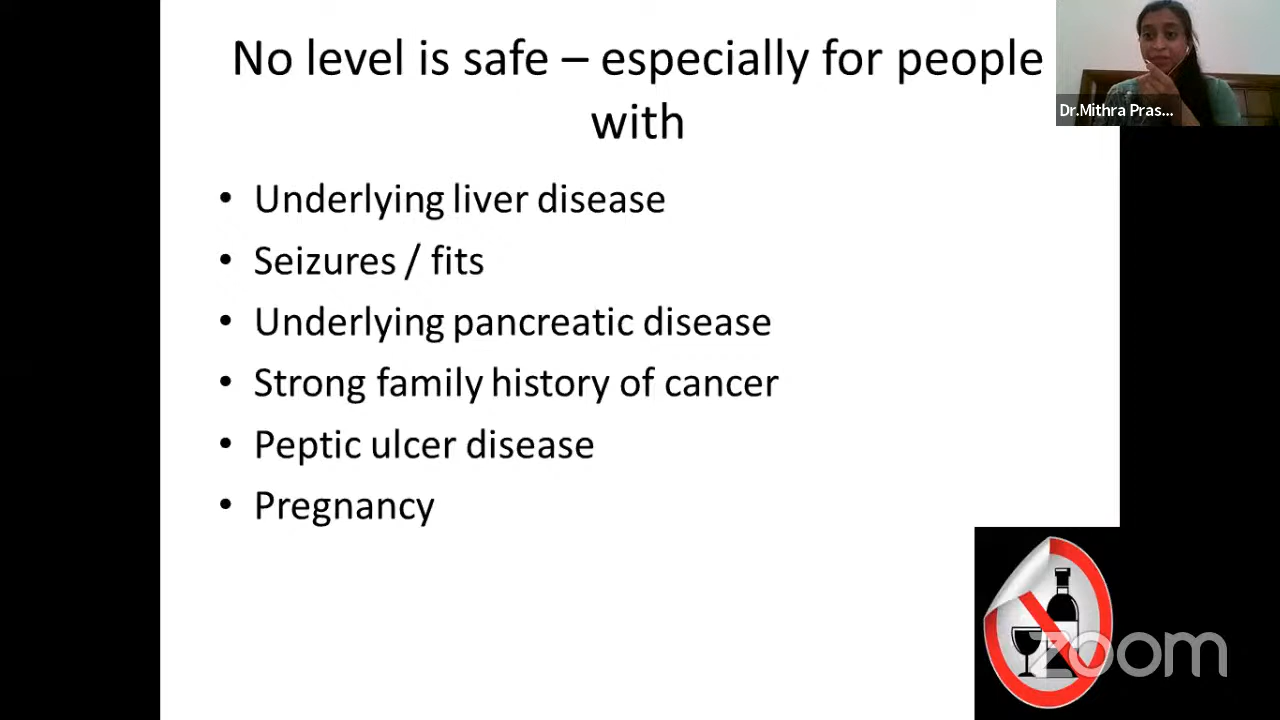 No level is safe – especially for people
with
Dr.Mithra Pras...
• Underlying liver disease
• Seizures / fits
• Underlying pancreatic disease
• Strong family history of cancer
• Peptic ulcer disease
• Pregnancy
zoom